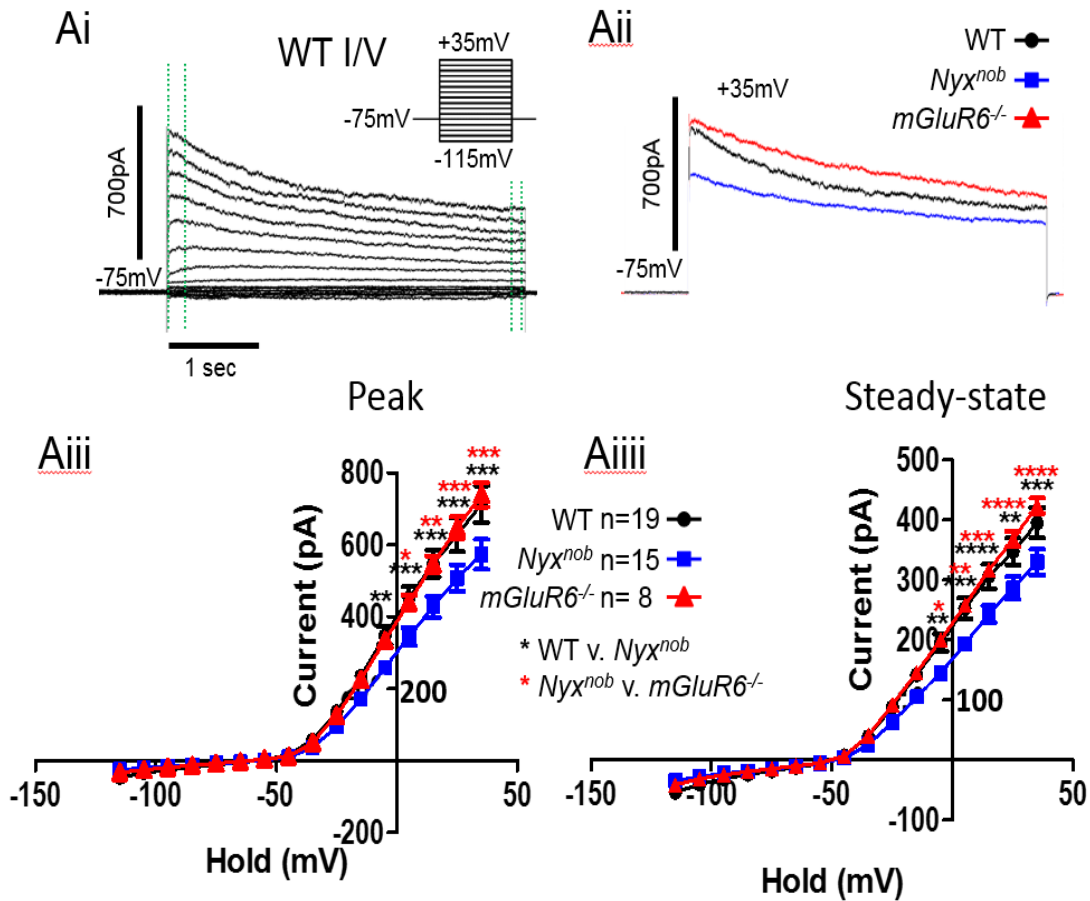 Ai
WT I/V
+35mV
-75mV
-115mV
700pA
-75mV
1 sec
Aii
WT
Nyxnob
mGluR6-/-
+35mV
700pA
-75mV
Peak
Aiii
800
600
400
200
-200
Current (pA)
-150
-100
-50
50
Hold (mV)
**
*
***
**
***
***
***
***
***
WT n=19
Nyxnob n=15
mGluR6-/- n= 8
* WT v. Nyxnob
* Nyxnob v. mGluR6-/-
Steady-state
Aiiii
500
400
300
200
100
-100
Current (pA)
-150
-100
-50
50
Hold (mV)
*
**
**
***
***
****
****
**
****
***